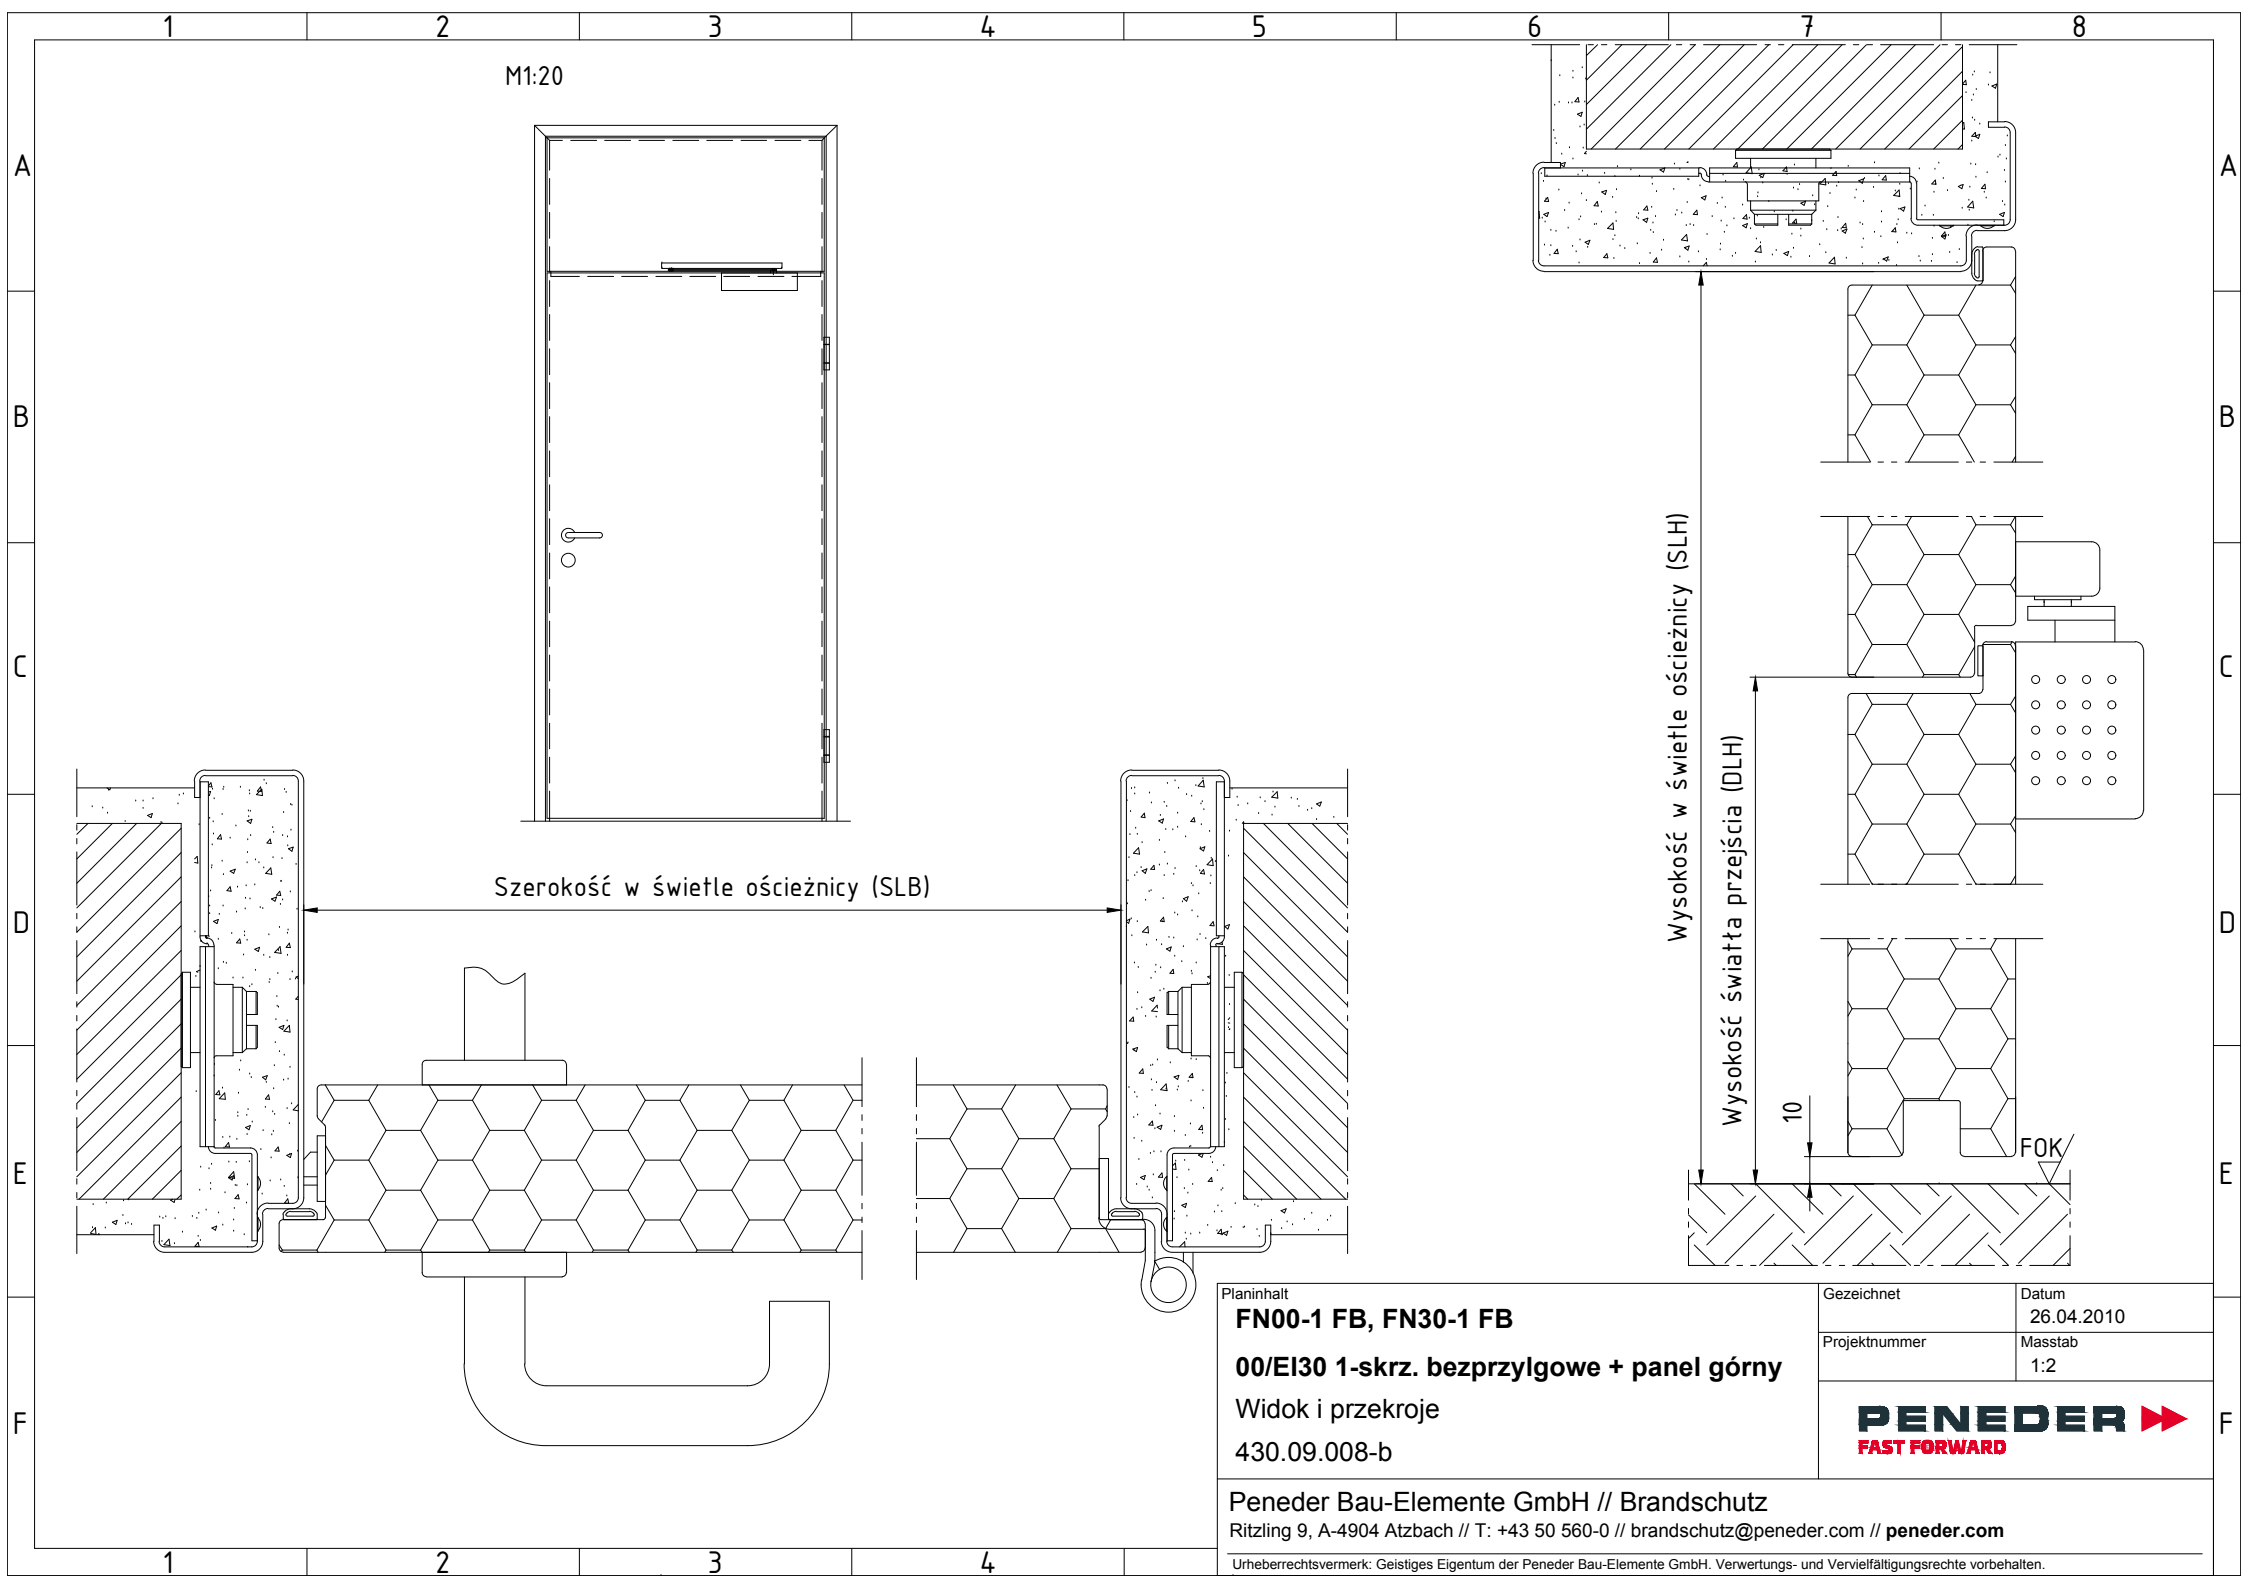 1 2 3 4 5 6 7 8
M1:20
A A
B B
C C
D D
E E
F F
Szerokość w świetle ościeżnicy (SLB)
Wysokość w świetle ościeżnicy (SLH)
Wysokość światła przejścia (DLH)
10
FOK
Planinhalt
FN00-1 FB, FN30-1 FB
00/EI30 1-skrz. bezprzylgowe + panel górny
Widok i przekroje
430.09.008-b
Gezeichnet
Datum
26.04.2010
Projektnummer
Masstab
1:2
PENEDER
FAST FORWARD
Peneder Bau-Elemente GmbH // Brandschutz
Ritzling 9, A-4904 Atzbach // T: +43 50 560-0 // brandschutz@peneder.com // peneder.com
Urheberrechtsvermerk: Geistiges Eigentum der Peneder Bau-Elemente GmbH. Verwertungs- und Vervielfältigungsrechte vorbehalten.
1 2 3 4